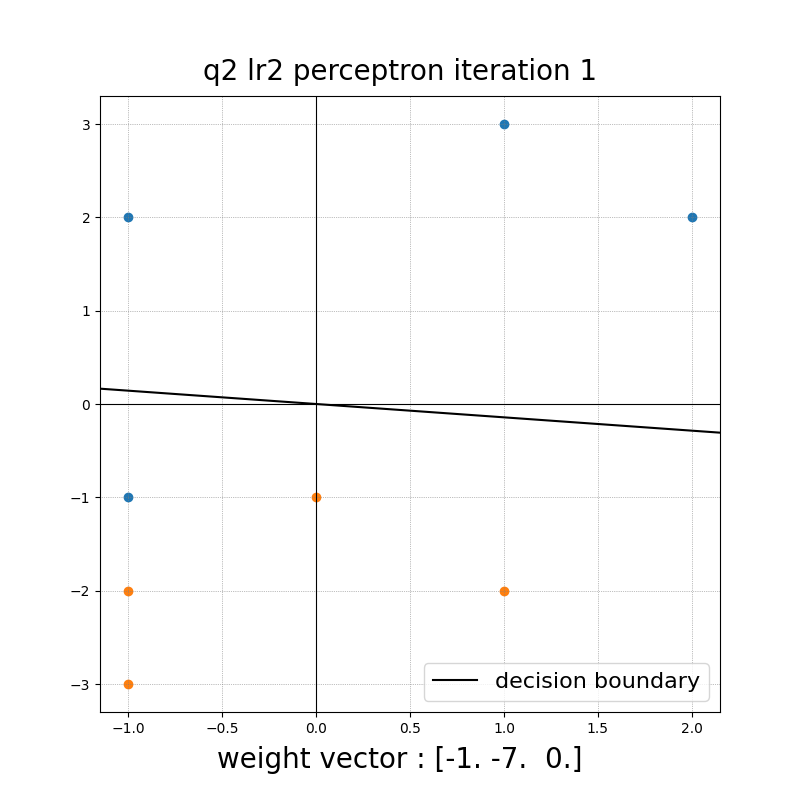 q2 lr2 perceptron iteration 1
3
2
1
0
−1
−2
−3
decision boundary
−1.0 −0.5 0.0 0.5 1.0 1.5 2.0
weight vector : [-1. -7.  0.]